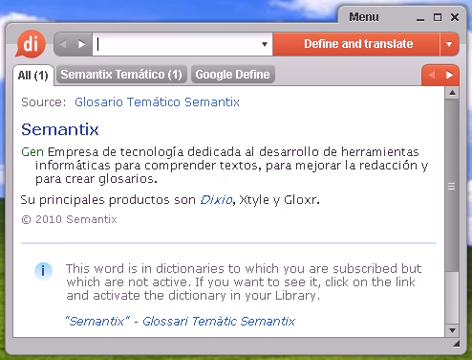 Menu
di
Define and translate
All (1) Semantix Temático (1) Google Define
Source: Glosario Temático Semantix
Semantix
Gen Empresa de tecnología dedicada al desarrollo de herramientas
informáticas para comprender textos, para mejorar la redacción y
para crear glosarios.
Su principales productos son Dixio, Xtyle y Gloxr.
© 2010 Semantix
i
This word is in dictionaries to which you are subscribed but
which are not active. If you want to see it, click on the link
and activate the dictionary in your Library.
"Semantix" - Glossari Temàtic Semantix